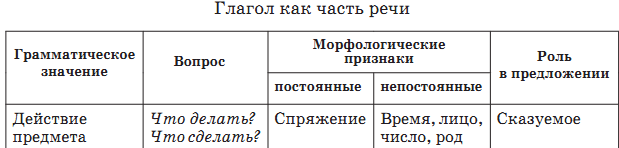 Глагол как часть речи
Грамматическое
значение
Вопрос
Морфологические
признаки
постоянные
непостоянные
Роль
в предложении
Действие
предмета
Что делать?
Что сделать?
Спряжение
Время, лицо,
число, род
Сказуемое